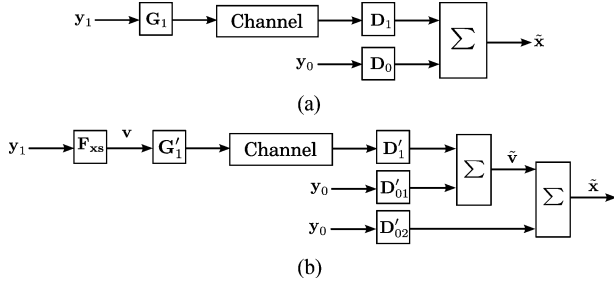 y₁ G₁ Channel D₁ ∑ x̃
y₀ D₀
(a)
y₁ Fₓₛ v G′₁ Channel D′₁ ∑ ṽ ∑ x̃
y₀ D′₀₁
y₀ D′₀₂
(b)